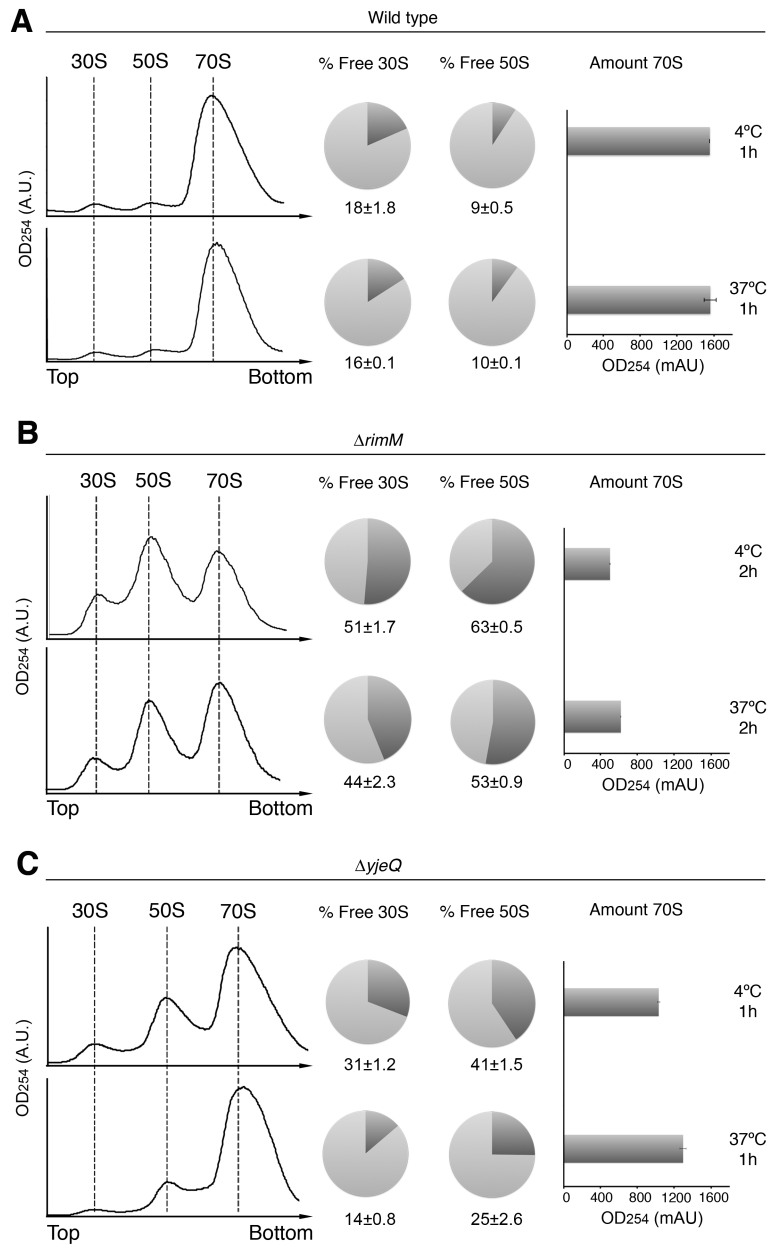 A
Wild type
30S 50S 70S
% Free 30S
% Free 50S
Amount 70S
OD254 (A.U.)
18±1.8
9±0.5
4ºC
1h
16±0.1
10±0.1
37ºC
1h
0 400 800 1200 1600
OD254 (mAU)
Top
Bottom
B
ΔrimM
30S 50S 70S
% Free 30S
% Free 50S
Amount 70S
OD254 (A.U.)
51±1.7
63±0.5
4ºC
2h
44±2.3
53±0.9
37ºC
2h
0 400 800 1200 1600
OD254 (mAU)
Top
Bottom
C
ΔyjeQ
30S 50S 70S
% Free 30S
% Free 50S
Amount 70S
OD254 (A.U.)
31±1.2
41±1.5
4ºC
1h
14±0.8
25±2.6
37ºC
1h
0 400 800 1200 1600
OD254 (mAU)
Top
Bottom